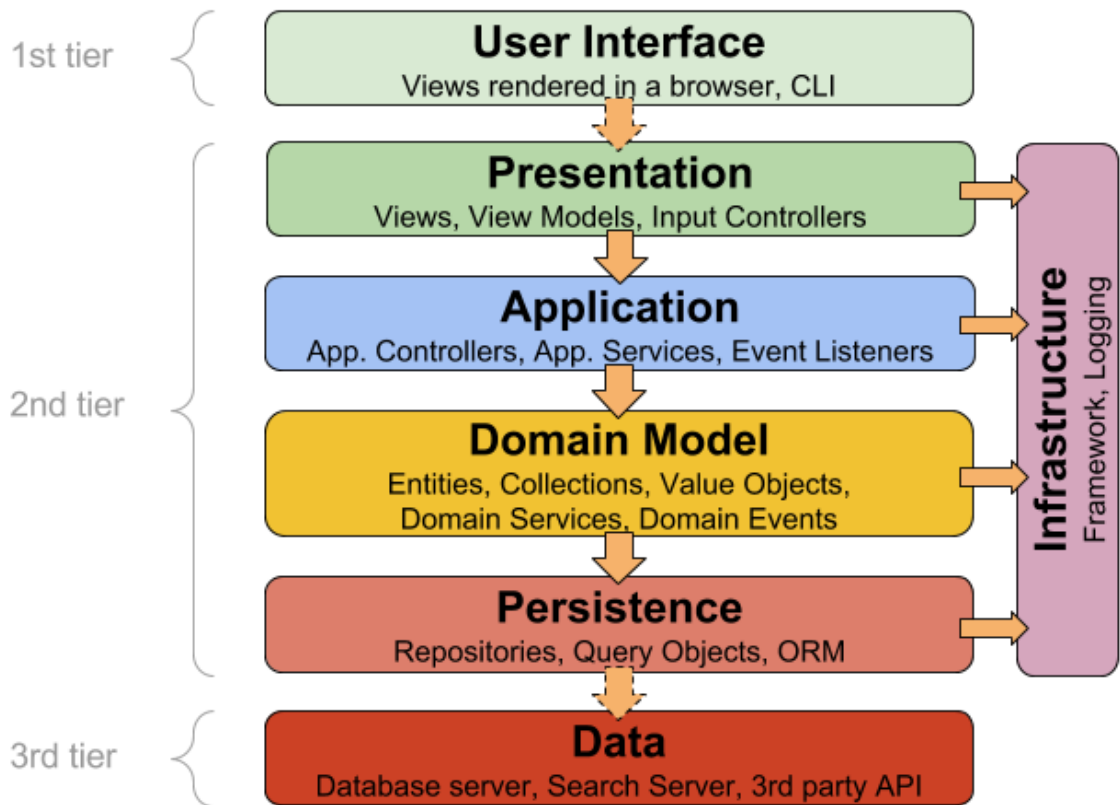 1st tier
User Interface
Views rendered in a browser, CLI
2nd tier
Presentation
Views, View Models, Input Controllers
Application
App. Controllers, App. Services, Event Listeners
Domain Model
Entities, Collections, Value Objects,
Domain Services, Domain Events
Persistence
Repositories, Query Objects, ORM
Infrastructure
Framework, Logging
3rd tier
Data
Database server, Search Server, 3rd party API